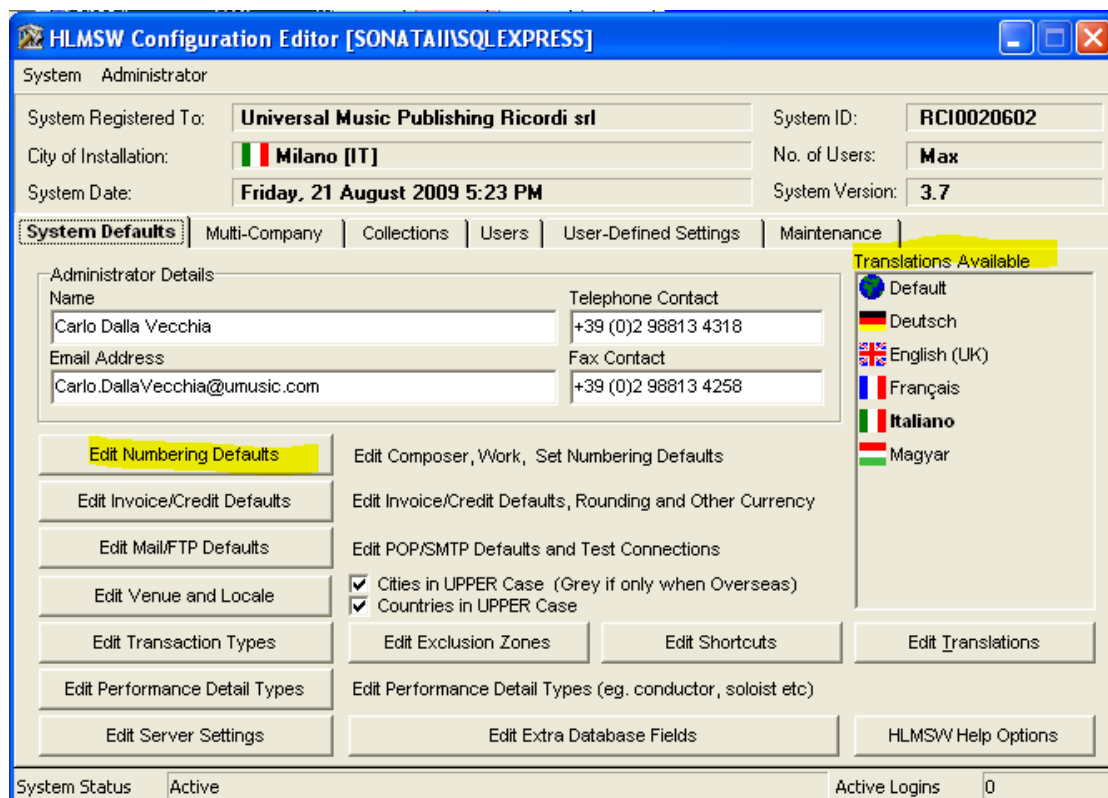 HLMSW Configuration Editor [SONATAII\SQLEXPRESS]
System Administrator
System Registered To: Universal Music Publishing Ricordi srl System ID: RCI0020602
City of Installation: Milano [IT] No. of Users: Max
System Date: Friday, 21 August 2009 5:23 PM System Version: 3.7
System Defaults Multi-Company Collections Users User-Defined Settings Maintenance
Administrator Details
Name Telephone Contact
Carlo Dalla Vecchia +39 (0)2 98813 4318
Email Address Fax Contact
Carlo.DallaVecchia@umusic.com +39 (0)2 98813 4258
Translations Available
Default
Deutsch
English (UK)
Français
Italiano
Magyar
Edit Numbering Defaults Edit Composer, Work, Set Numbering Defaults
Edit Invoice/Credit Defaults Edit Invoice/Credit Defaults, Rounding and Other Currency
Edit Mail/FTP Defaults Edit POP/SMTP Defaults and Test Connections
Edit Venue and Locale Cities in UPPER Case (Grey if only when Overseas)
Countries in UPPER Case
Edit Transaction Types Edit Exclusion Zones Edit Shortcuts Edit Translations
Edit Performance Detail Types Edit Performance Detail Types (eg. conductor, soloist etc)
Edit Server Settings Edit Extra Database Fields HLMSW Help Options
System Status Active Active Logins 0